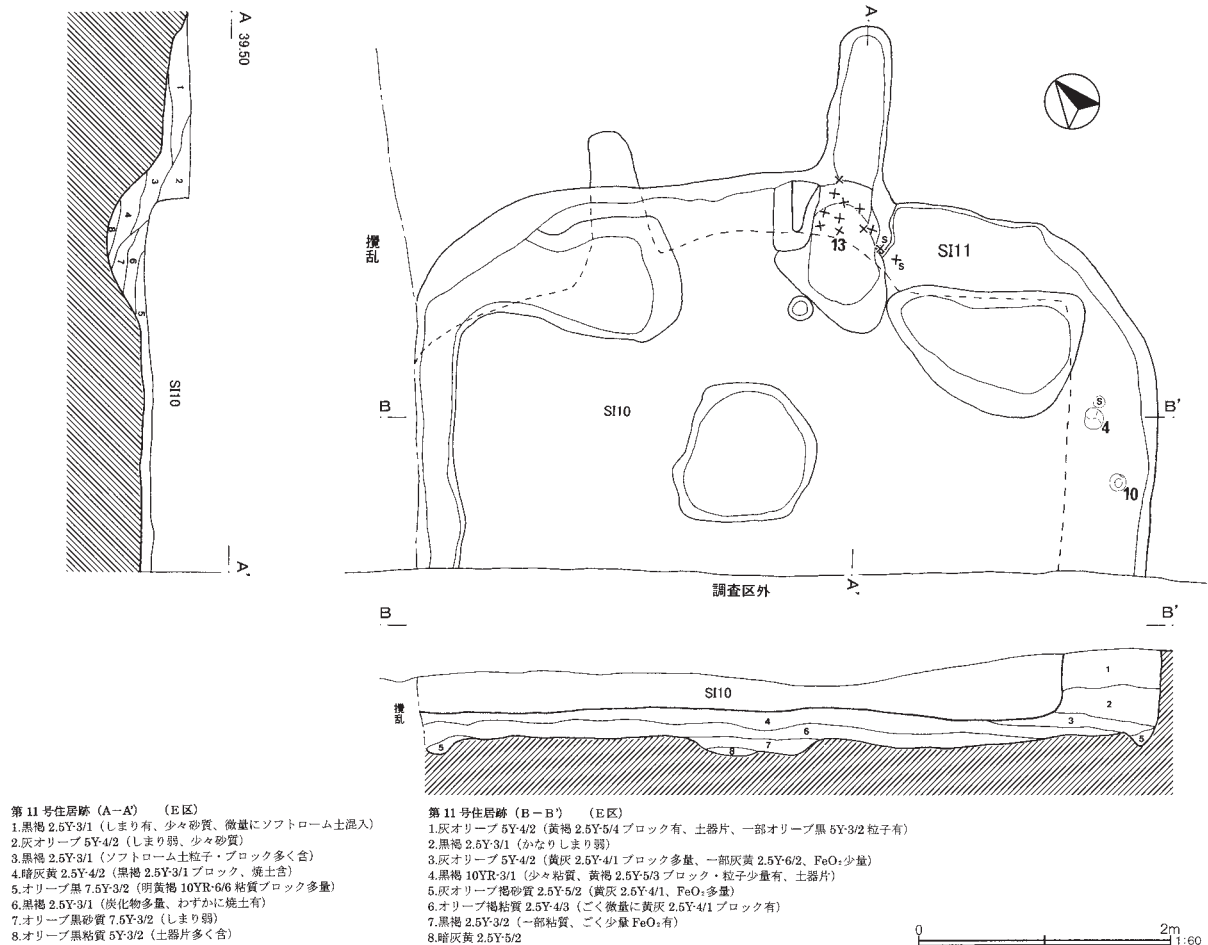 A 39.50
1
2
3
4
8
7
6
5
SI10
A'
A
攪乱
13
S
S
SI11
SI10
B
B'
S
4
10
A'
調査区外
B
B'
SI10
攪乱
1
2
3
4
6
5
7
8
5
第11号住居跡 (A-A') (E区)
1.黒褐 2.5Y-3/1 (しまり有、少々砂質、微量にソフトローム土混入)
2.灰オリーブ 5Y-4/2 (しまり弱、少々砂質)
3.黒褐 2.5Y-3/1 (ソフトローム土粒子・ブロック多く含)
4.暗灰黄 2.5Y-4/2 (黒褐 2.5Y-3/1 ブロック、焼土含)
5.オリーブ黒 7.5Y-3/2 (明黄褐 10YR-6/6 粘質ブロック多量)
6.黒褐 2.5Y-3/1 (炭化物多量、わずかに焼土有)
7.オリーブ黒砂質 7.5Y-3/2 (しまり弱)
8.オリーブ黒粘質 5Y-3/2 (土器片多く含)
第11号住居跡 (B-B') (E区)
1.灰オリーブ 5Y-4/2 (黄褐 2.5Y-5/4 ブロック有、土器片、一部オリーブ黒 5Y-3/2 粒子有)
2.黒褐 2.5Y-3/1 (かなりしまり弱)
3.灰オリーブ 5Y-4/2 (黄灰 2.5Y-4/1 ブロック多量、一部灰黄 2.5Y-6/2、FeO₂少量)
4.黒褐 10YR-3/1 (少々粘質、黄褐 2.5Y-5/3 ブロック・粒子少量有、土器片)
5.灰オリーブ褐砂質 2.5Y-5/2 (黄灰 2.5Y-4/1、FeO₂多量)
6.オリーブ褐粘質 2.5Y-4/3 (ごく微量に黄灰 2.5Y-4/1 ブロック有)
7.黒褐 2.5Y-3/2 (一部粘質、ごく少量 FeO₂有)
8.暗灰黄 2.5Y-5/2
0 2m
1:60